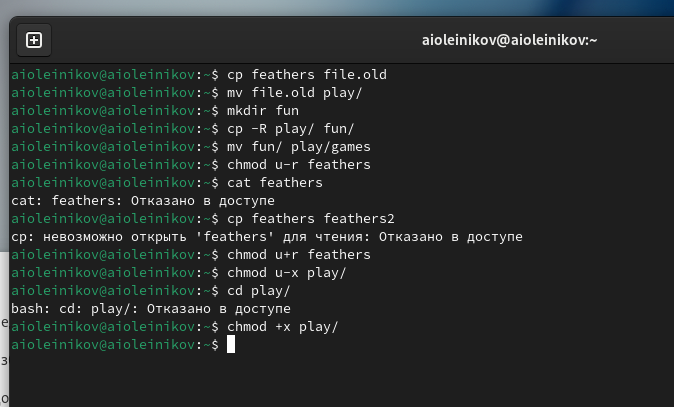 aioleinikov@aioleinikov:~
aioleinikov@aioleinikov:~$ cp feathers file.old
aioleinikov@aioleinikov:~$ mv file.old play/
aioleinikov@aioleinikov:~$ mkdir fun
aioleinikov@aioleinikov:~$ cp -R play/ fun/
aioleinikov@aioleinikov:~$ mv fun/ play/games
aioleinikov@aioleinikov:~$ chmod u-r feathers
aioleinikov@aioleinikov:~$ cat feathers
cat: feathers: Отказано в доступе
aioleinikov@aioleinikov:~$ cp feathers feathers2
cp: невозможно открыть 'feathers' для чтения: Отказано в доступе
aioleinikov@aioleinikov:~$ chmod u+r feathers
aioleinikov@aioleinikov:~$ chmod u-x play/
aioleinikov@aioleinikov:~$ cd play/
bash: cd: play/: Отказано в доступе
aioleinikov@aioleinikov:~$ chmod +x play/
aioleinikov@aioleinikov:~$